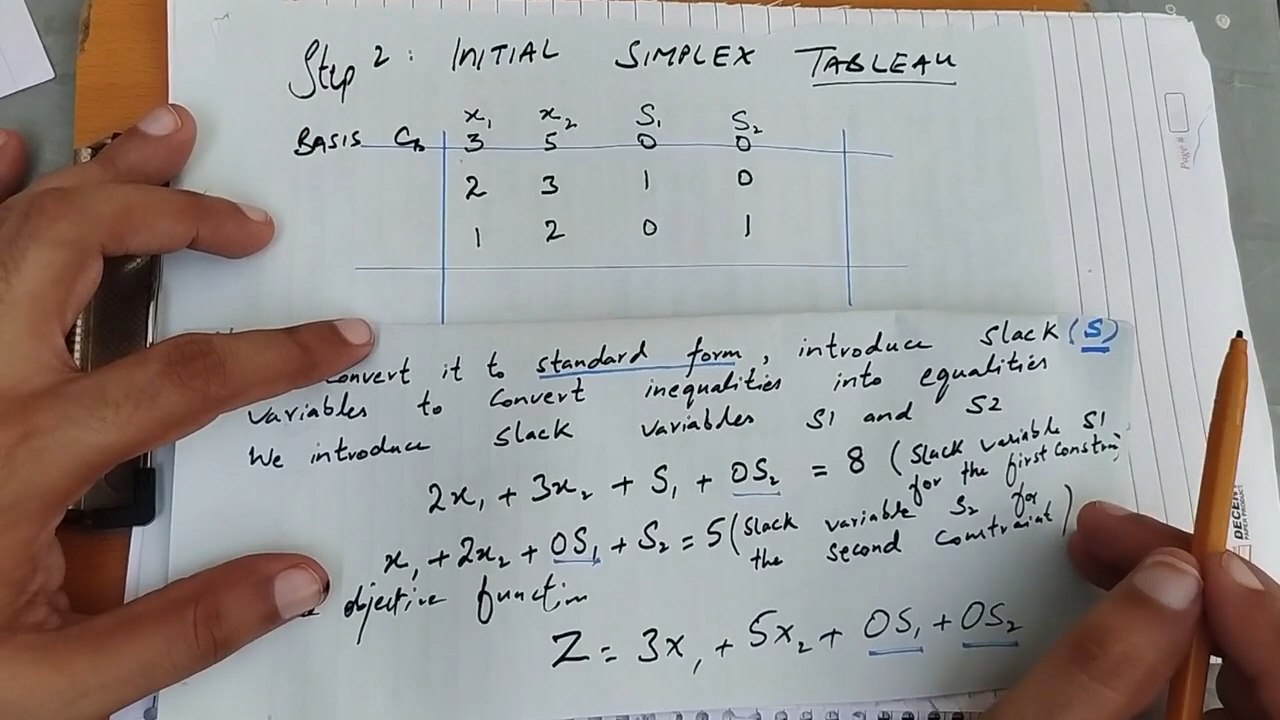 Step 2: INITIAL SIMPLEX TABLEAU
x₁ x₂ S₁ S₂
BASIS CB 3 5 0 0
2 3 1 0
1 2 0 1
convert it to standard form, introduce slack (S)
variables to convert inequalities into equalities
We introduce slack variables S1 and S2
2x₁ + 3x₂ + S₁ + 0S₂ = 8 (slack variable S1
for the first
x₁ + 2x₂ + 0S₁ + S₂ = 5 (slack variable S₂ for
the second constraint)
objective function
Z = 3x₁ + 5x₂ + 0S₁ + 0S₂
Page #